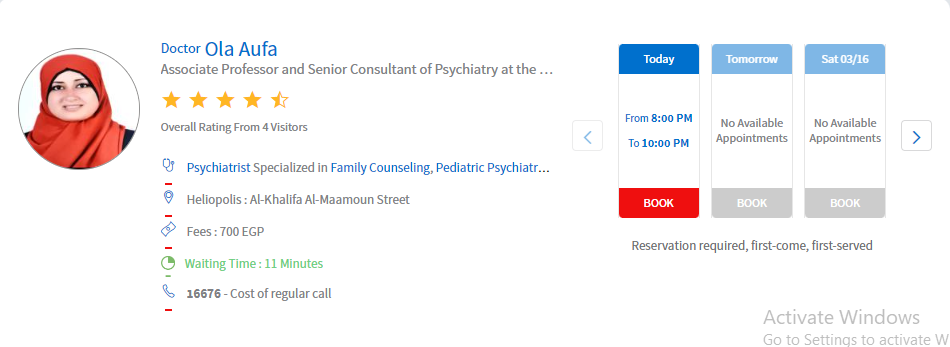 Doctor Ola Aufa
Associate Professor and Senior Consultant of Psychiatry at the ...
Overall Rating From 4 Visitors
Psychiatrist Specialized in Family Counseling, Pediatric Psychiatr...
Heliopolis : Al-Khalifa Al-Maamoun Street
Fees : 700 EGP
Waiting Time : 11 Minutes
16676 - Cost of regular call
Today
From 8:00 PM
To 10:00 PM
BOOK
Tomorrow
No Available
Appointments
BOOK
Sat 03/16
No Available
Appointments
BOOK
Reservation required, first-come, first-served
Activate Windows
Go to Settings to activate W